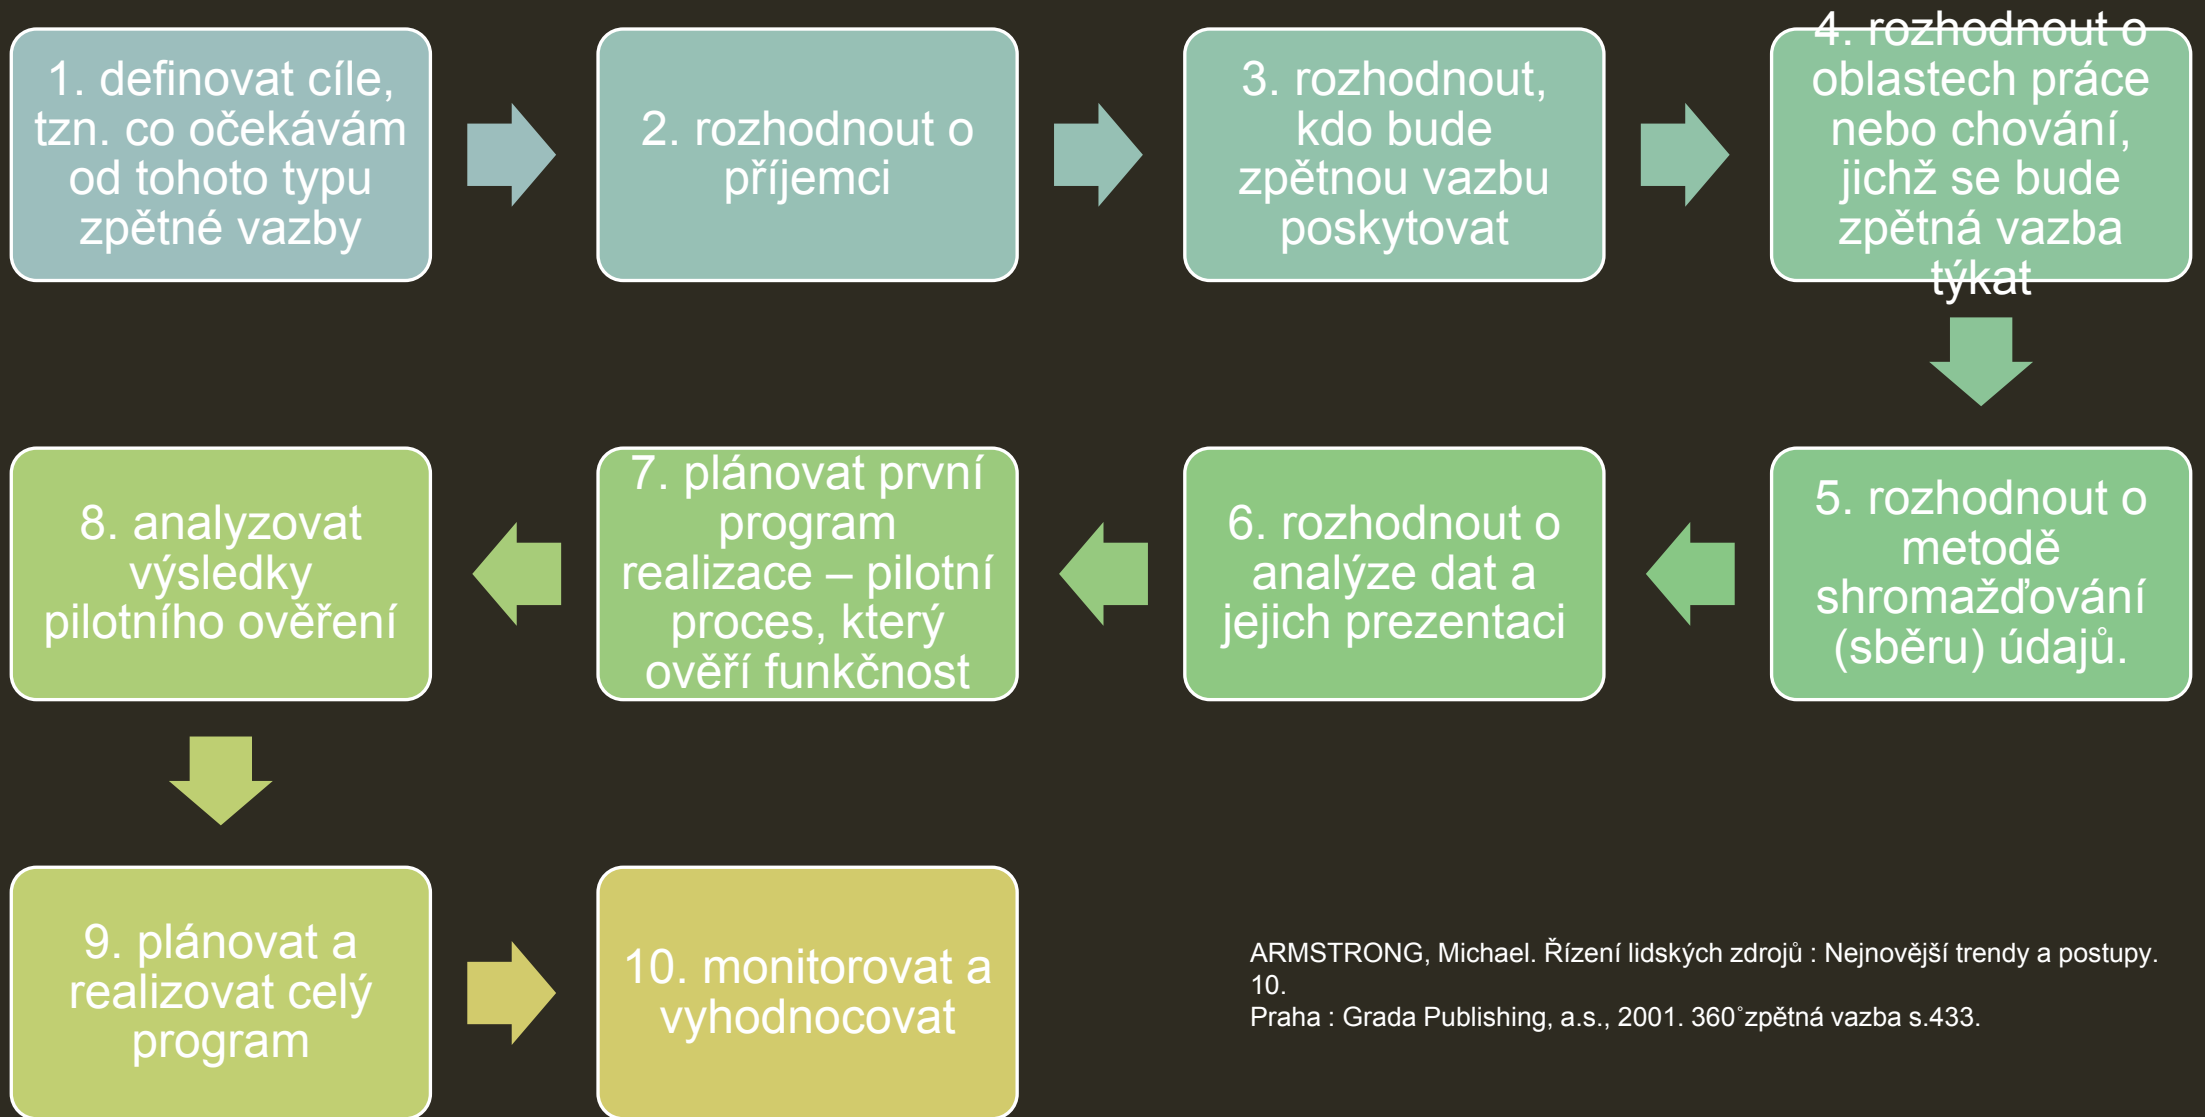 1. definovat cíle,
tzn. co očekávám
od tohoto typu
zpětné vazby
2. rozhodnout o
příjemci
3. rozhodnout,
kdo bude
zpětnou vazbu
poskytovat
4. rozhodnout o
oblastech práce
nebo chování,
jichž se bude
zpětná vazba
týkat
5. rozhodnout o
metodě
shromažďování
(sběru) údajů.
6. rozhodnout o
analýze dat a
jejich prezentaci
7. plánovat první
program
realizace – pilotní
proces, který
ověří funkčnost
8. analyzovat
výsledky
pilotního ověření
9. plánovat a
realizovat celý
program
10. monitorovat a
vyhodnocovat
ARMSTRONG, Michael. Řízení lidských zdrojů : Nejnovější trendy a postupy.
10.
Praha : Grada Publishing, a.s., 2001. 360˚zpětná vazba s.433.